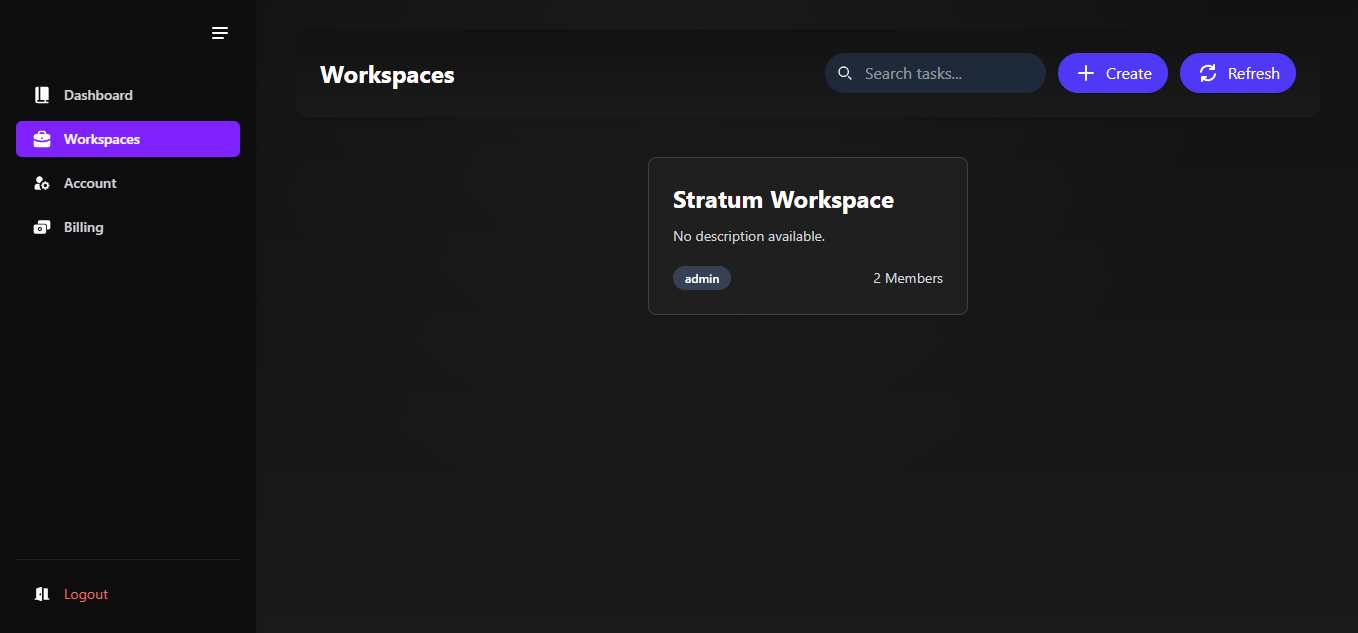 Dashboard
Workspaces
Account
Billing
Logout
Workspaces
Search tasks...
Create
Refresh
Stratum Workspace
No description available.
admin
2 Members